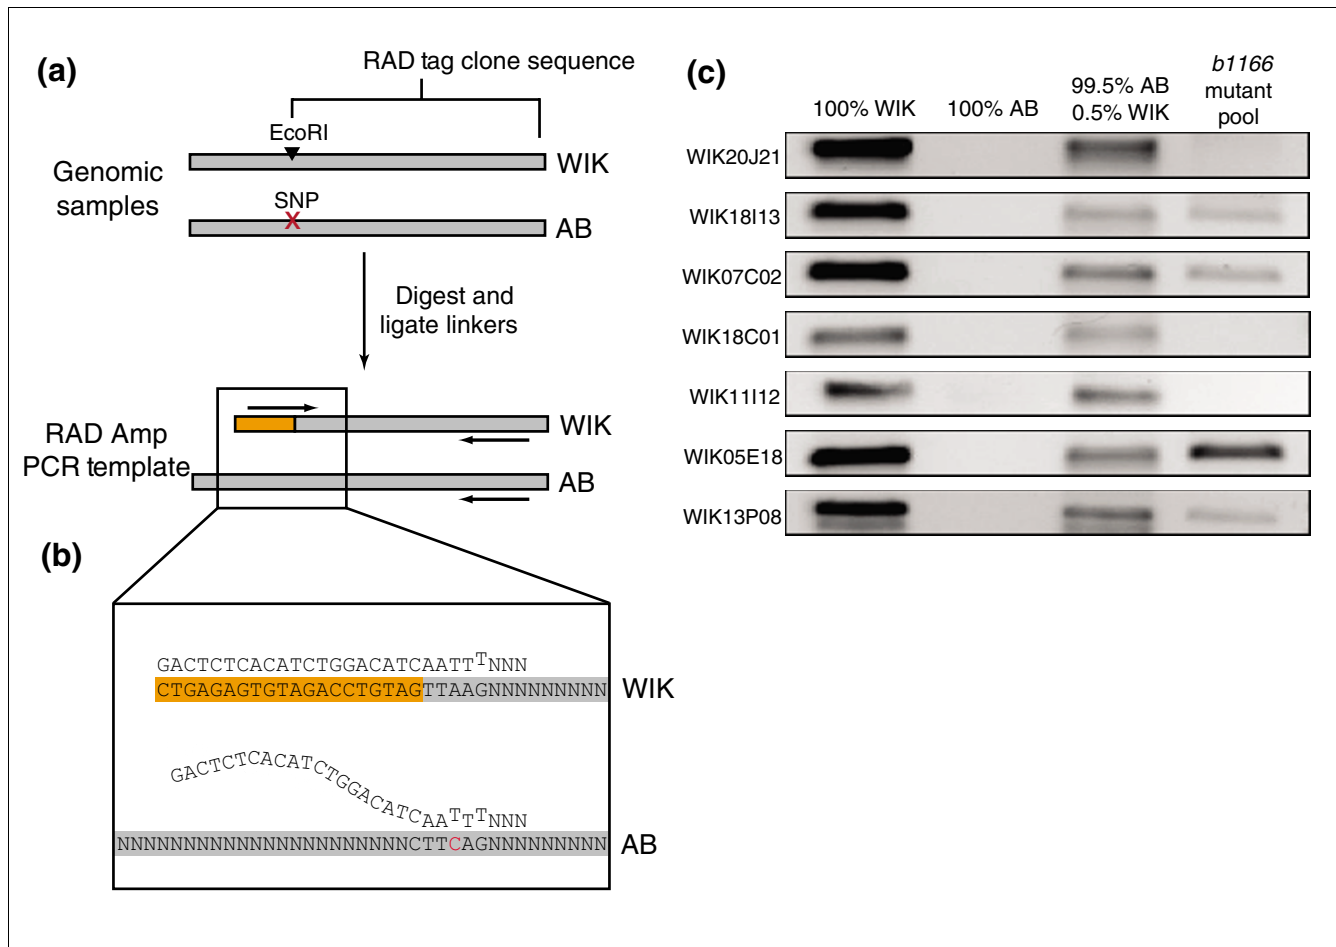 (a)
RAD tag clone sequence
EcoRI
WIK
Genomic
samples
SNP
X
AB
Digest and
ligate linkers
RAD Amp
PCR template
WIK
AB
(b)
GACTCTCACATCTGGACATCAATTTNNN
CTGAGAGTGTAGACCTGTAGTTAAGNNNNNNNNN
WIK
GACTCTCACATCTGGACATCAATTTNNN
NNNNNNNNNNNNNNNNNNNNNNCTTCAGNNNNNNNNN
AB
(c)
100% WIK
100% AB
99.5% AB
0.5% WIK
b1166
mutant
pool
WIK20J21
WIK18I13
WIK07C02
WIK18C01
WIK11I12
WIK05E18
WIK13P08